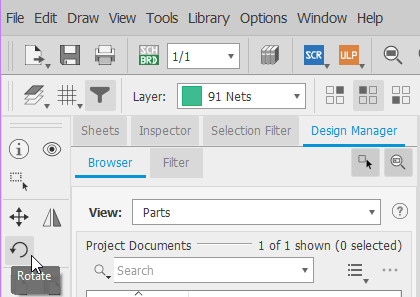 File Edit Draw View Tools Library Options Window Help
SCH BRD 1/1 SCR ULP
Layer: 91 Nets
Sheets Inspector Selection Filter Design Manager
Browser Filter
View: Parts
Project Documents 1 of 1 shown (0 selected)
Search
Rotate